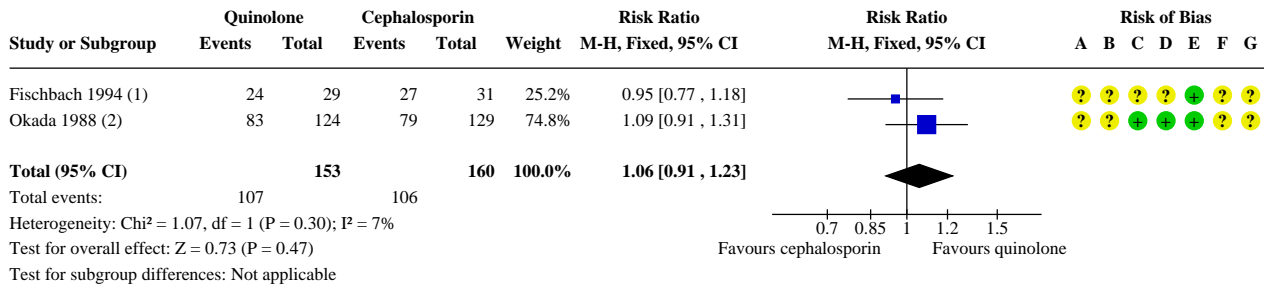 Quinolone Cephalosporin Risk Ratio Risk Ratio Risk of Bias
Study or Subgroup Events Total Events Total Weight M-H, Fixed, 95% CI M-H, Fixed, 95% CI A B C D E F G
Fischbach 1994 (1) 24 29 27 31 25.2% 0.95 [0.77 , 1.18] ? ? ? ? + ? ?
Okada 1988 (2) 83 124 79 129 74.8% 1.09 [0.91 , 1.31] ? ? + + + ? ?
Total (95% CI) 153 160 100.0% 1.06 [0.91 , 1.23]
Total events: 107 106
Heterogeneity: Chi² = 1.07, df = 1 (P = 0.30); I² = 7%
0.7 0.85 1 1.2 1.5
Test for overall effect: Z = 0.73 (P = 0.47) Favours cephalosporin Favours quinolone
Test for subgroup differences: Not applicable